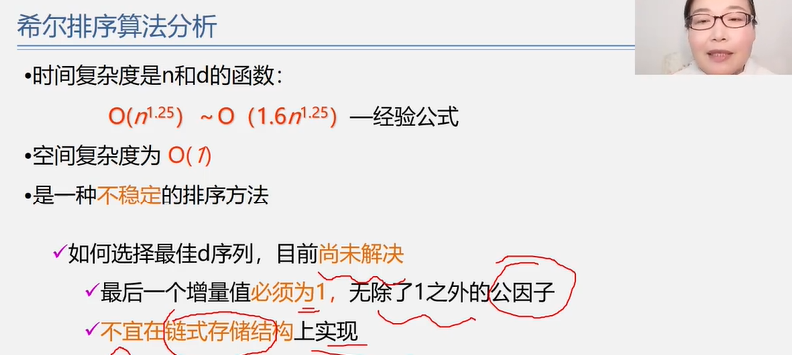 希尔排序算法分析
•时间复杂度是n和d的函数：
O(n1.25) ~O（1.6n1.25）—经验公式
•空间复杂度为 O(1)
•是一种不稳定的排序方法
✓如何选择最佳d序列，目前尚未解决
✓最后一个增量值必须为1，无除了1之外的公因子
✓不宜在链式存储结构上实现